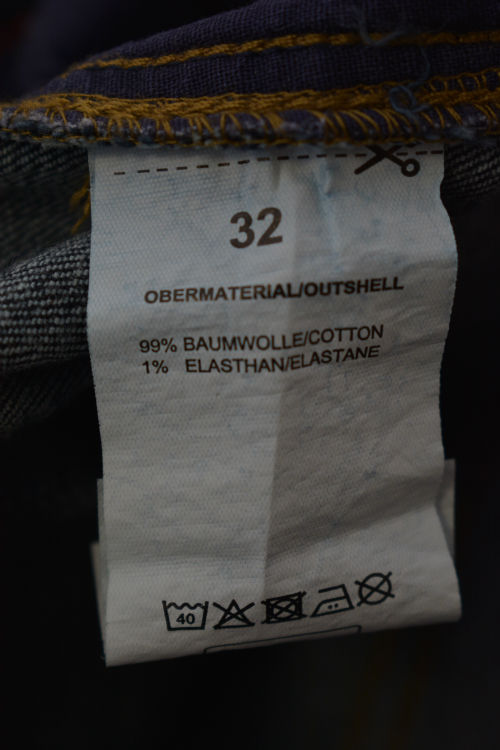 32
OBERMATERIAL/OUTSHELL
99% BAUMWOLLE/COTTON
1% ELASTHAN/ELASTANE
40